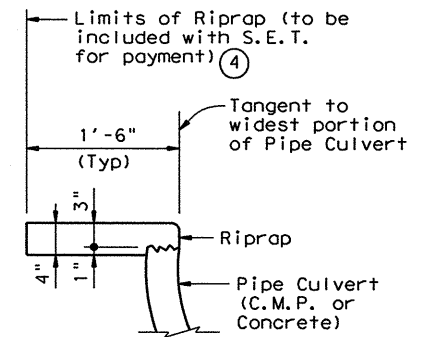 Limits of Riprap (to be
included with S.E.T.
for payment) 4
Tangent to
widest portion
of Pipe Culvert
1'-6"
(Typ)
3"
4"
1"
Riprap
Pipe Culvert
(C.M.P. or
Concrete)